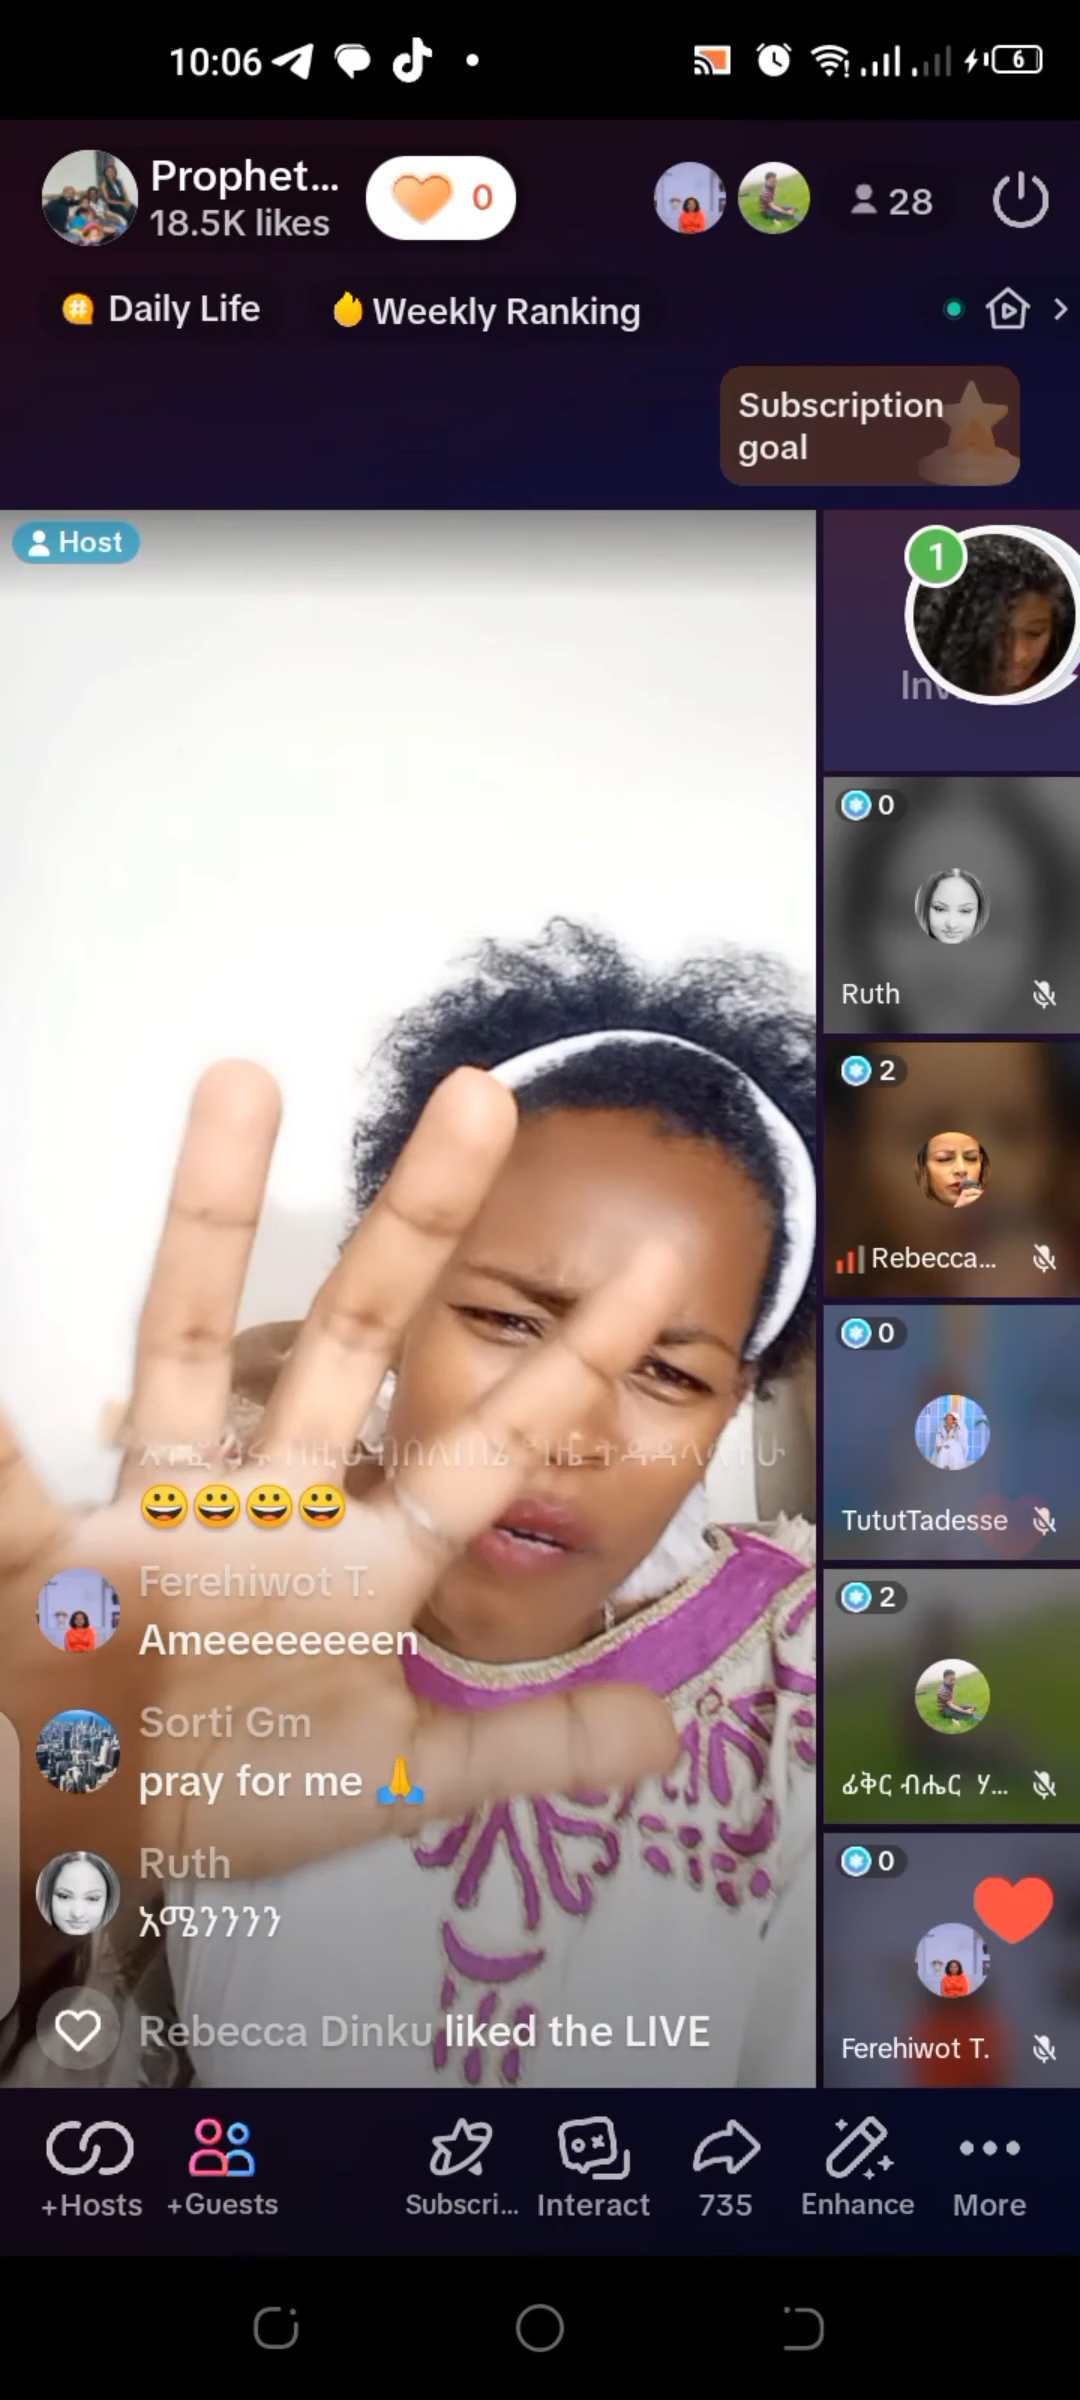 10:06
6
Prophet...
18.5K likes
0
28
Daily Life
Weekly Ranking
Subscription
goal
Host
1
Inv
0
Ruth
2
Rebecca...
0
TututTadesse
2
ፊቅር ብሔር ሃ...
0
Ferehiwot T.
😀😀😀😀
Ferehiwot T.
Ameeeeeeeen
Sorti Gm
pray for me 🙏
Ruth
አሜንንንን
Rebecca Dinku liked the LIVE
+Hosts
+Guests
Subscri...
Interact
735
Enhance
More